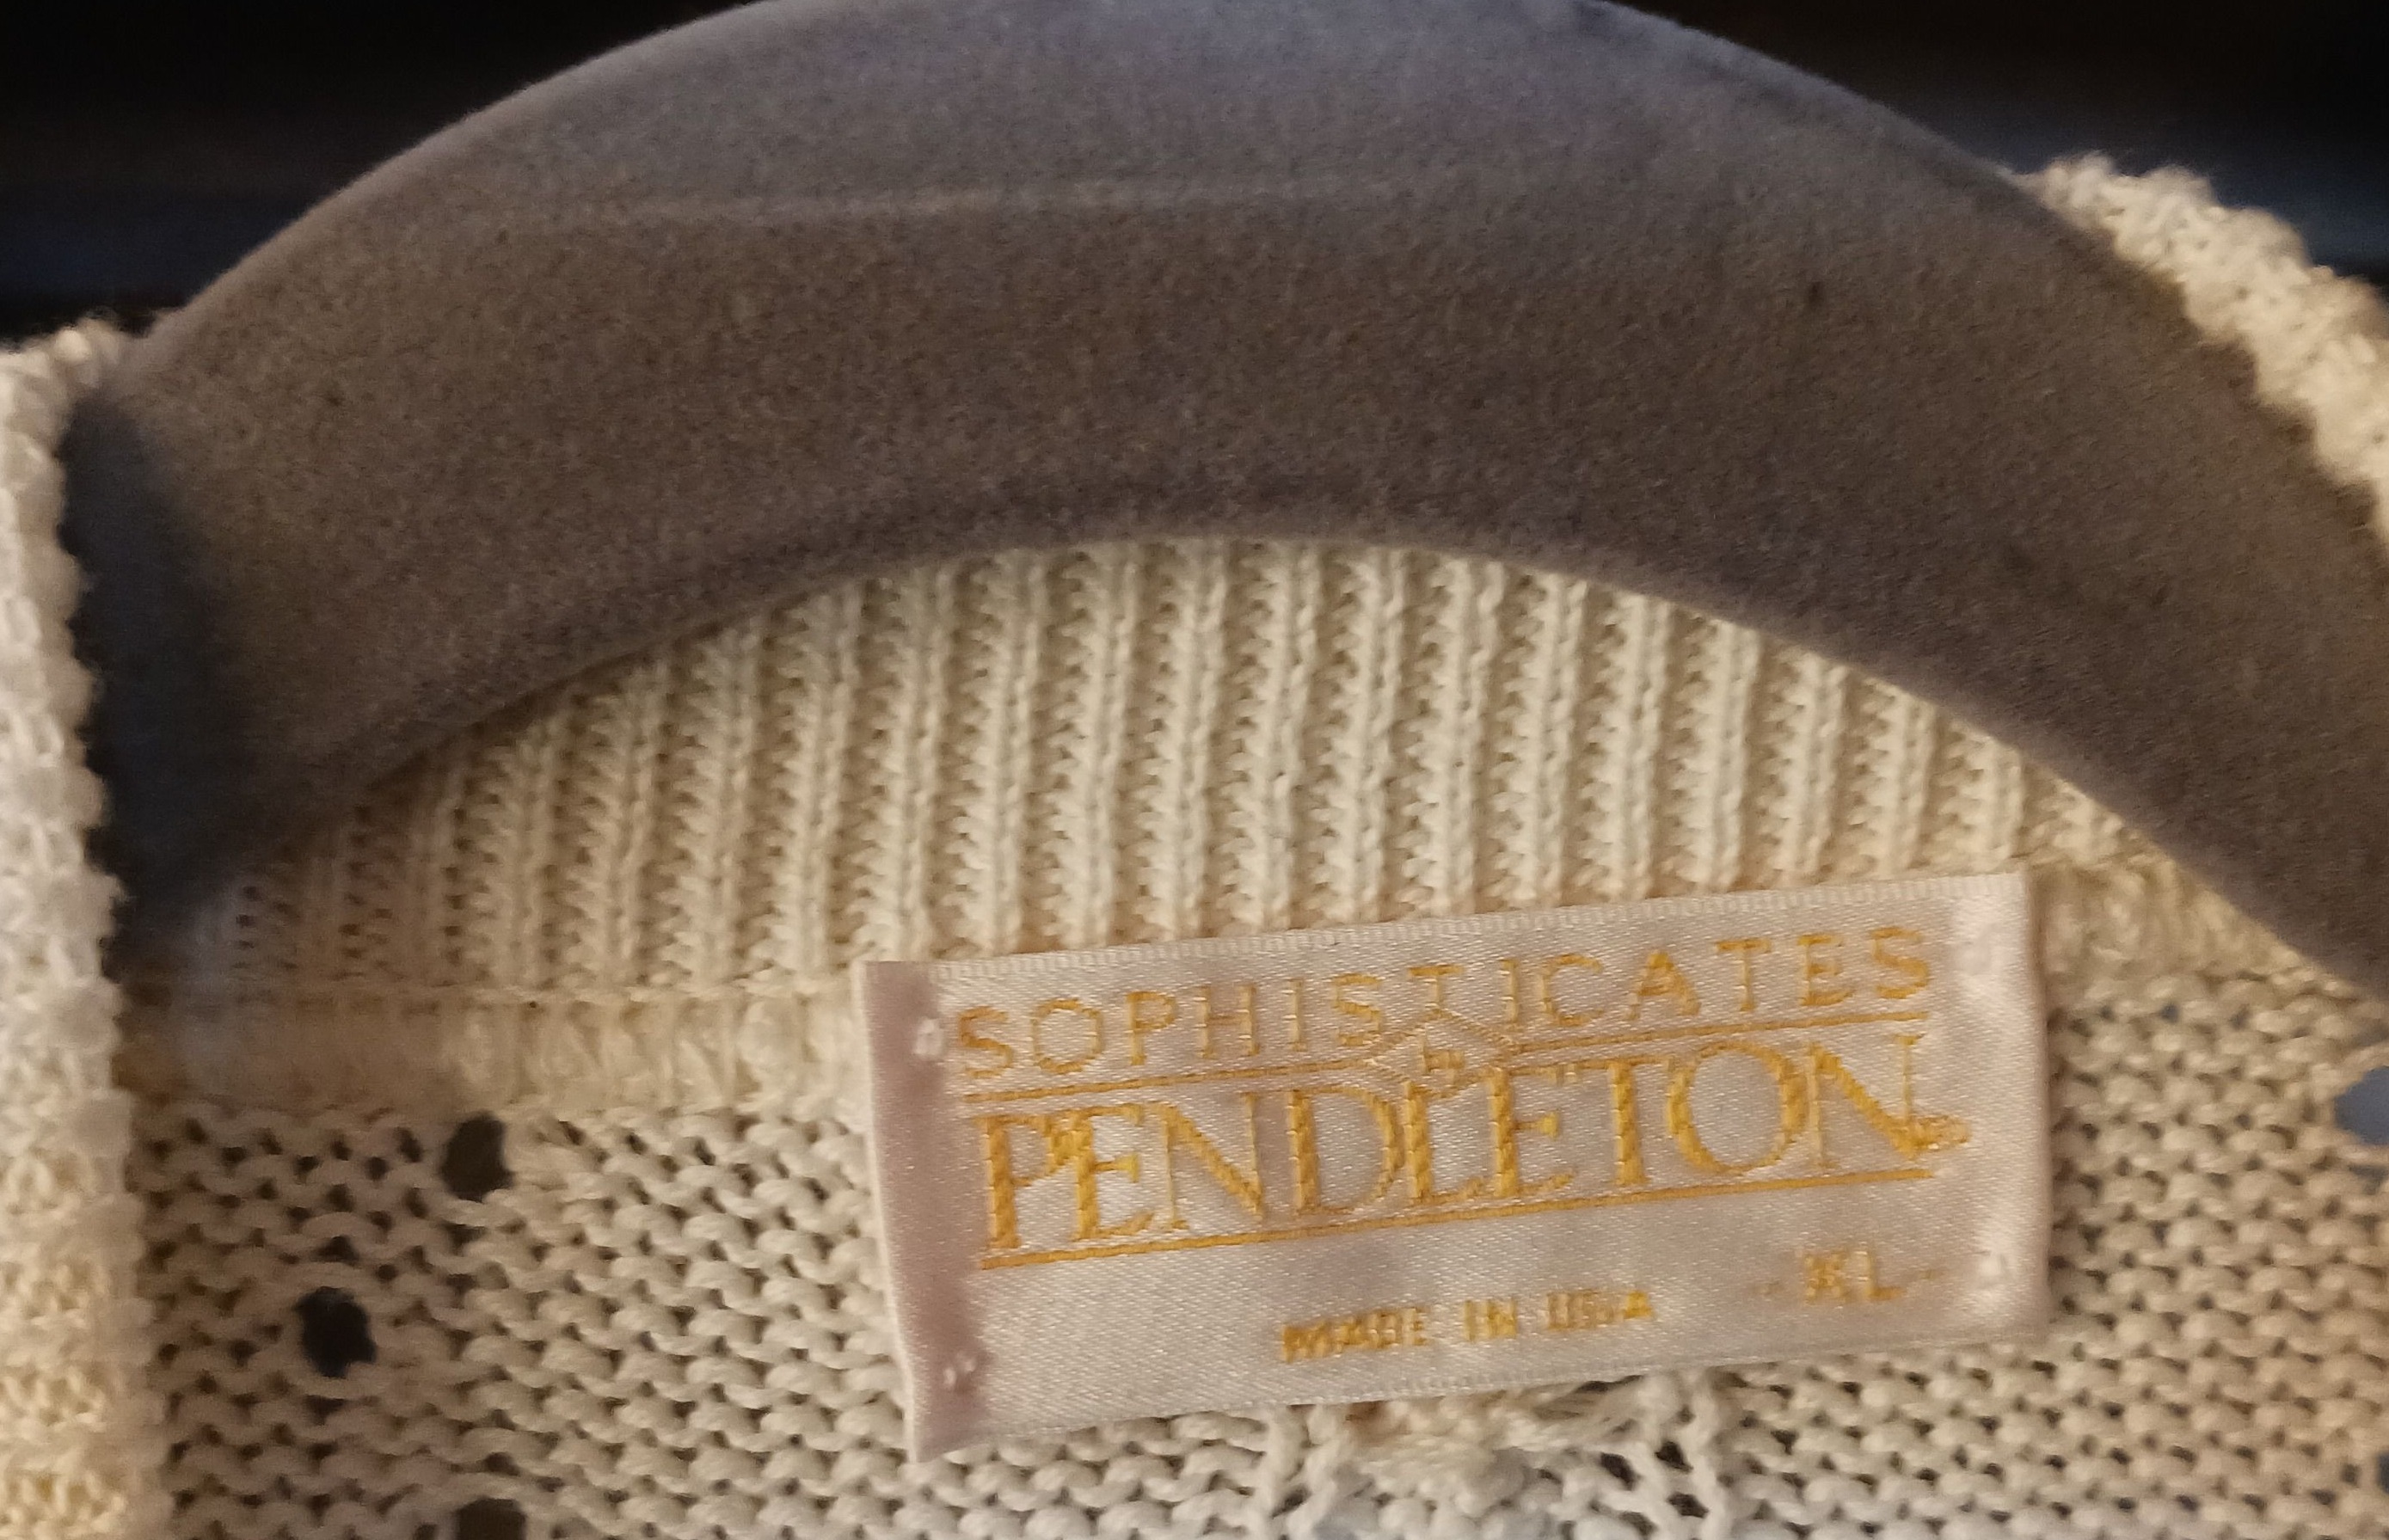 SOPHISTICATES
by
PENDLETON
MADE IN USA - XL -